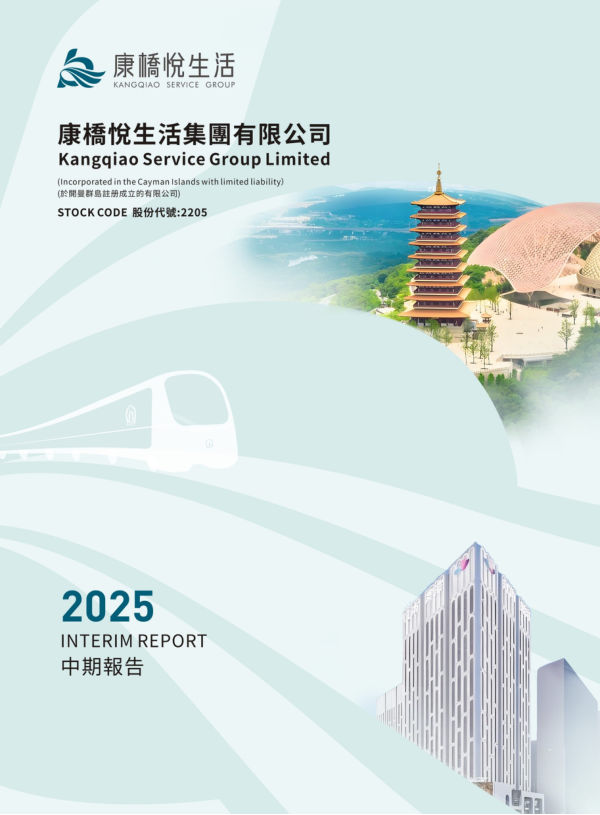 康橋悅生活
KANGQIAO SERVICE GROUP
康橋悅生活集團有限公司
Kangqiao Service Group Limited
(Incorporated in the Cayman Islands with limited liability)
(於開曼群島註册成立的有限公司)
STOCK CODE 股份代號:2205
2025
INTERIM REPORT
中期報告